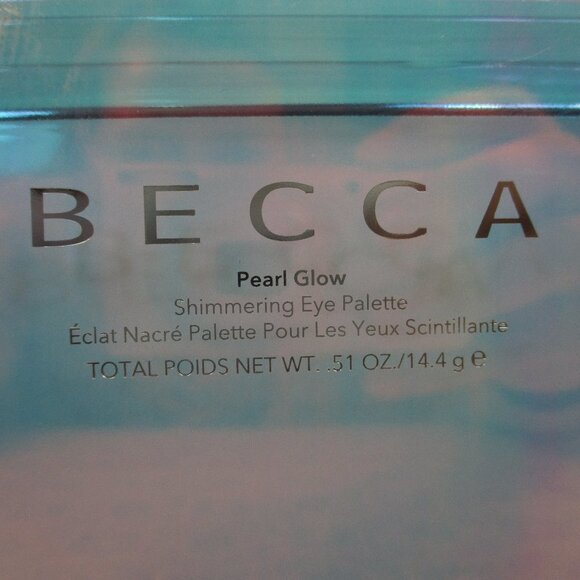 BECCA
Pearl Glow
Shimmering Eye Palette
Éclat Nacré Palette Pour Les Yeux Scintillante
TOTAL POIDS NET WT. .51 OZ./14.4 g ℮